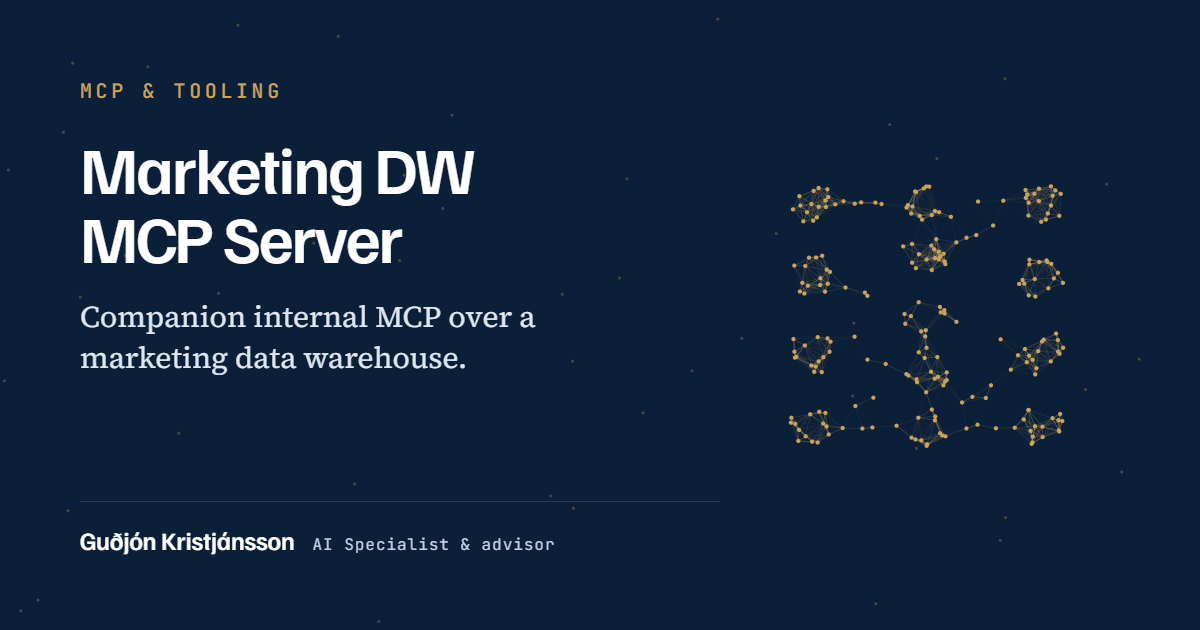 MCP & TOOLING
Marketing DW
MCP Server
Companion internal MCP over a
marketing data warehouse.
Guðjón Kristjánsson AI Specialist & advisor